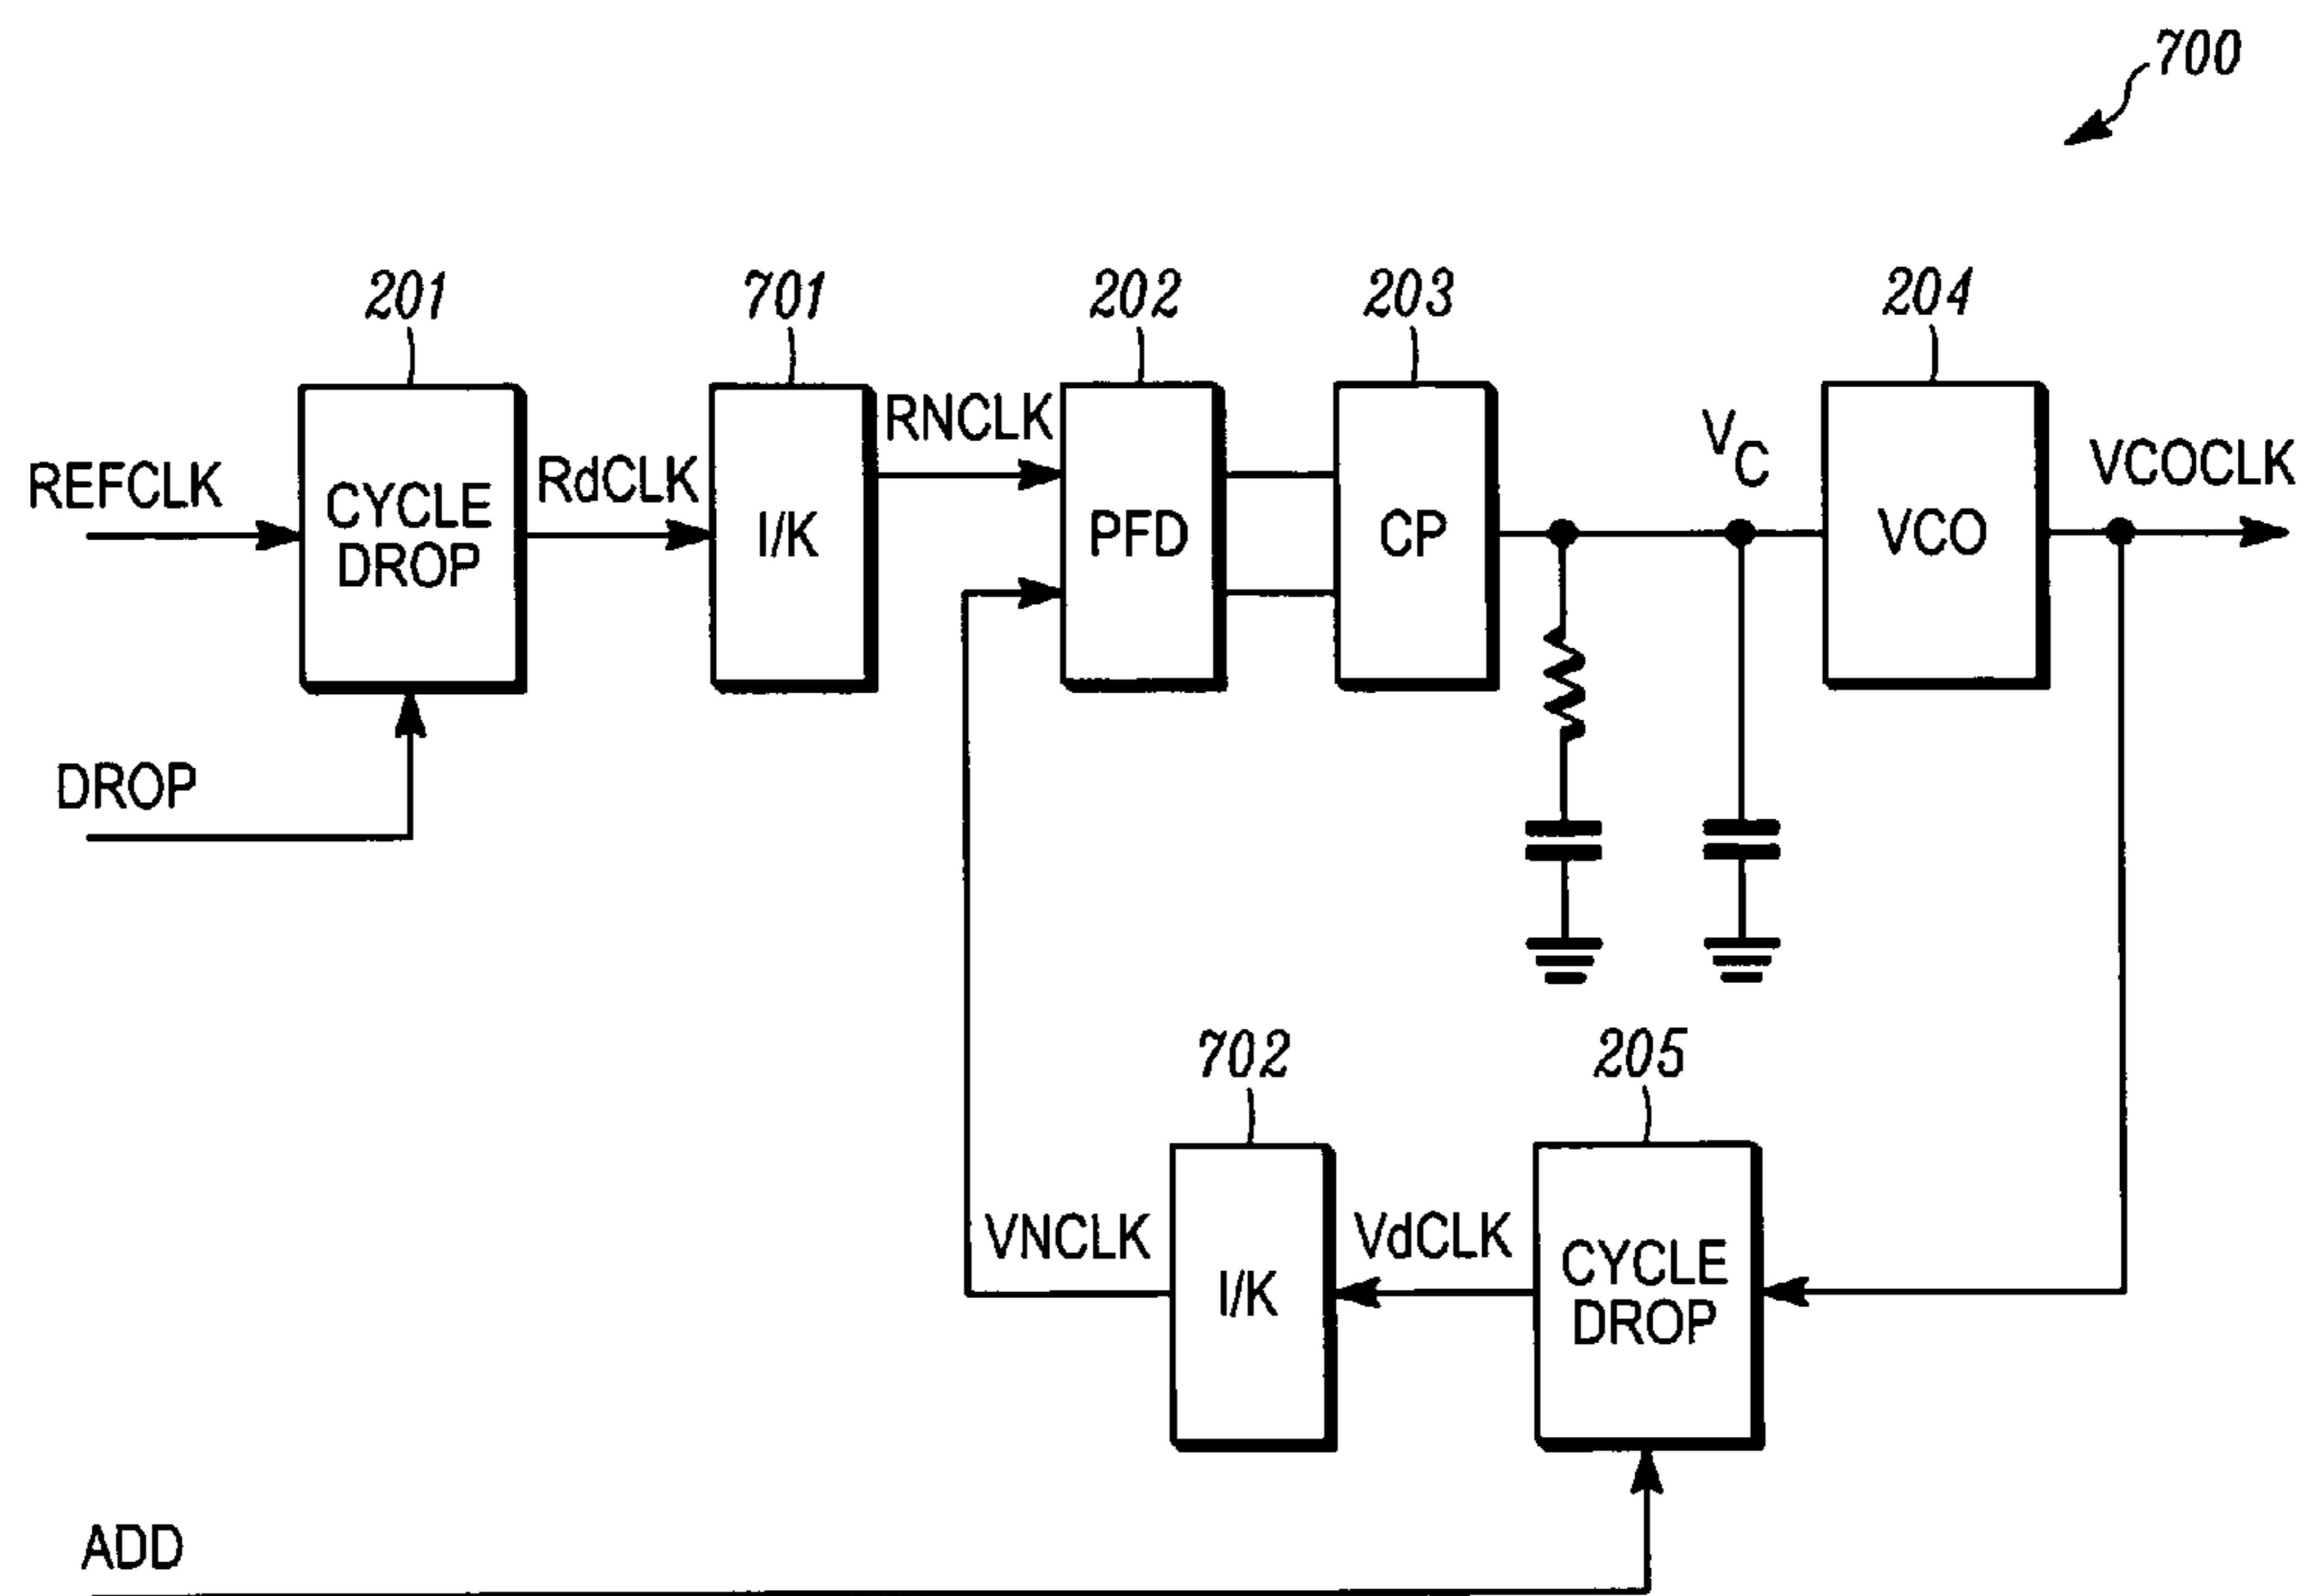 700
201
701
202
203
204
REFCLK
CYCLE
DROP
RdCLK
I/K
RNCLK
PFD
CP
VC
VCO
VCOCLK
DROP
702
205
VNCLK
I/K
VdCLK
CYCLE
DROP
ADD